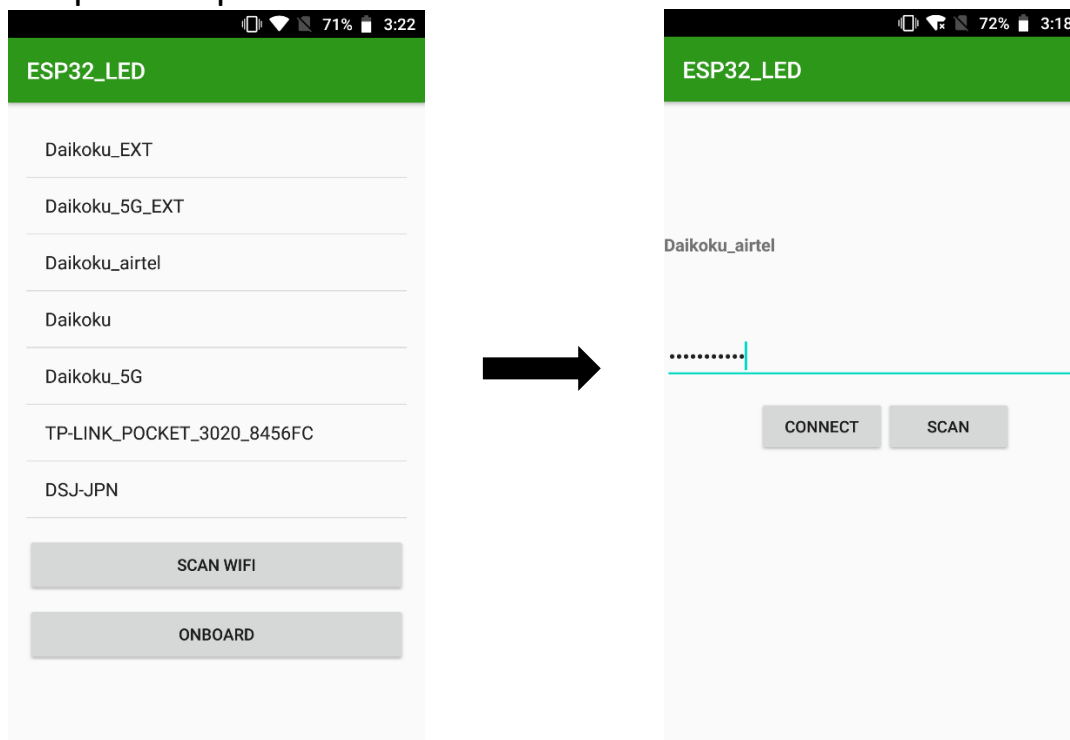 71% 3:22
ESP32_LED
Daikoku_EXT
Daikoku_5G_EXT
Daikoku_airtel
Daikoku
Daikoku_5G
TP-LINK_POCKET_3020_8456FC
DSJ-JPN
SCAN WIFI
ONBOARD
72% 3:18
ESP32_LED
Daikoku_airtel
•••••••••••
CONNECT SCAN